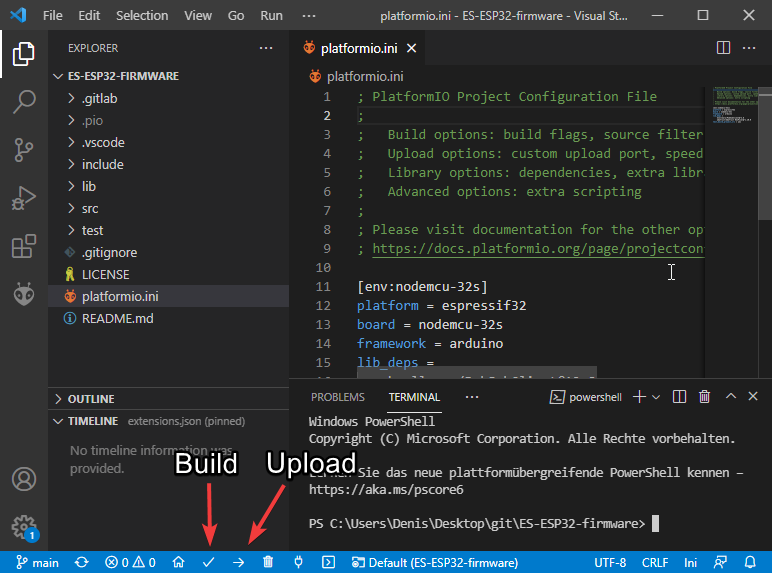 File Edit Selection View Go Run ··· platformio.ini - ES-ESP32-firmware - Visual St...
EXPLORER ···
ES-ESP32-FIRMWARE
.gitlab
.pio
.vscode
include
lib
src
test
.gitignore
LICENSE
platformio.ini
README.md
OUTLINE
TIMELINE extensions.json (pinned)
No timeline information was
provided.
platformio.ini
platformio.ini
1 ; PlatformIO Project Configuration File
2 ;
3 ;   Build options: build flags, source filter
4 ;   Upload options: custom upload port, speed
5 ;   Library options: dependencies, extra libr
6 ;   Advanced options: extra scripting
7 ;
8 ; Please visit documentation for the other op
9 ; https://docs.platformio.org/page/projectcon
10
11 [env:nodemcu-32s]
12 platform = espressif32
13 board = nodemcu-32s
14 framework = arduino
15 lib_deps =
PROBLEMS TERMINAL ··· powershell
Windows PowerShell
Copyright (C) Microsoft Corporation. Alle Rechte vorbehalten.
Sie das neue plattformübergreifende PowerShell kennen –
https://aka.ms/pscore6
PS C:\Users\Denis\Desktop\git\ES-ESP32-firmware>
Build Upload
1
main 0 0 Default (ES-ESP32-firmware) UTF-8 CRLF Ini